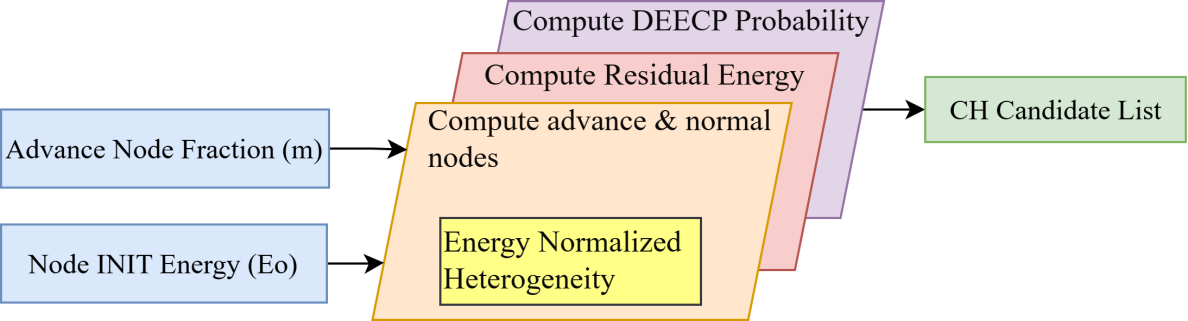 Compute DEECP Probability
Compute Residual Energy
Compute advance & normal
nodes
Advance Node Fraction (m)
Node INIT Energy (Eo)
Energy Normalized
Heterogeneity
CH Candidate List